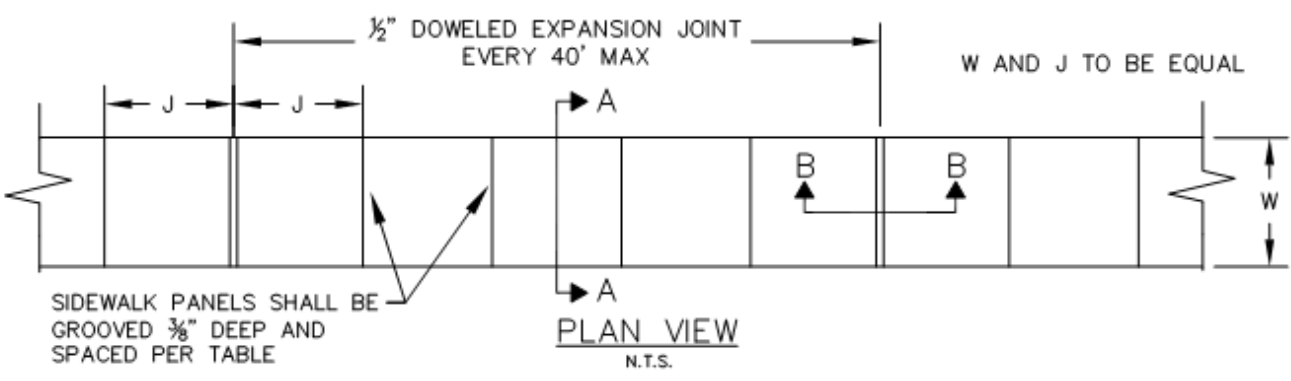 ½" DOWELED EXPANSION JOINT
EVERY 40' MAX
W AND J TO BE EQUAL
J
J
A
B
B
W
A
SIDEWALK PANELS SHALL BE
GROOVED ⅜" DEEP AND
SPACED PER TABLE
PLAN VIEW
N.T.S.